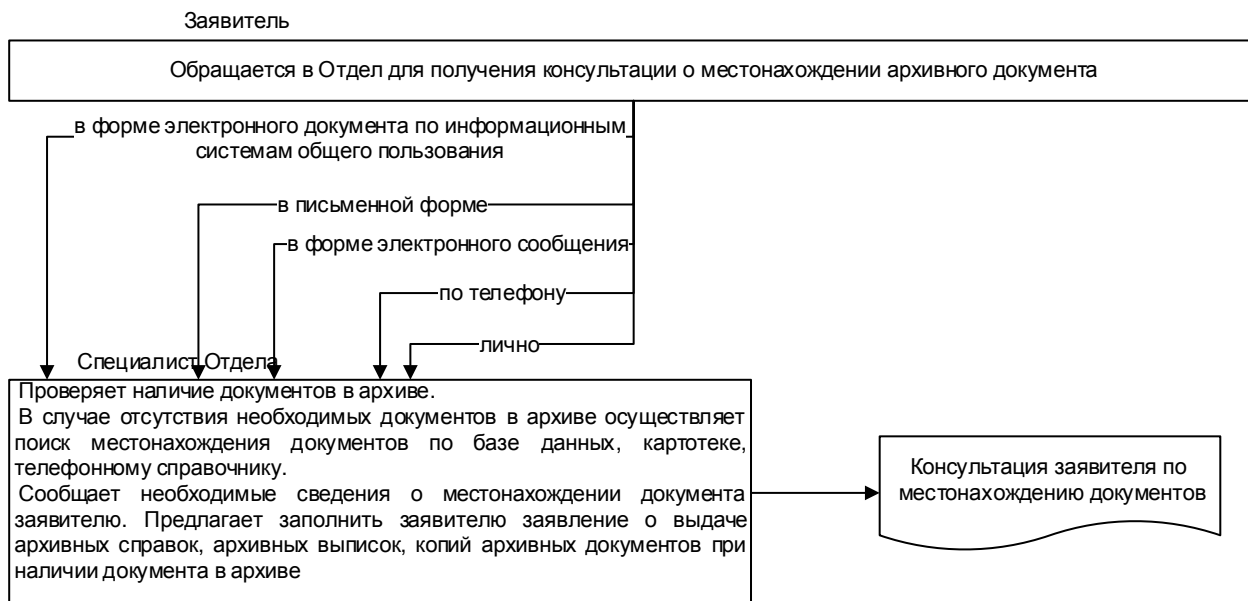 Заявитель
Обращается в Отдел для получения консультации о местонахождении архивного документа
в форме электронного документа по информационным
системам общего пользования
в письменной форме
в форме электронного сообщения
по телефону
лично
Специалист Отдела
Проверяет наличие документов в архиве.
В случае отсутствия необходимых документов в архиве осуществляет
поиск местонахождения документов по базе данных, картотеке,
телефонному справочнику.
Сообщает необходимые сведения о местонахождении документа
заявителю. Предлагает заполнить заявителю заявление о выдаче
архивных справок, архивных выписок, копий архивных документов при
наличии документа в архиве
Консультация заявителя по
местонахождению документов